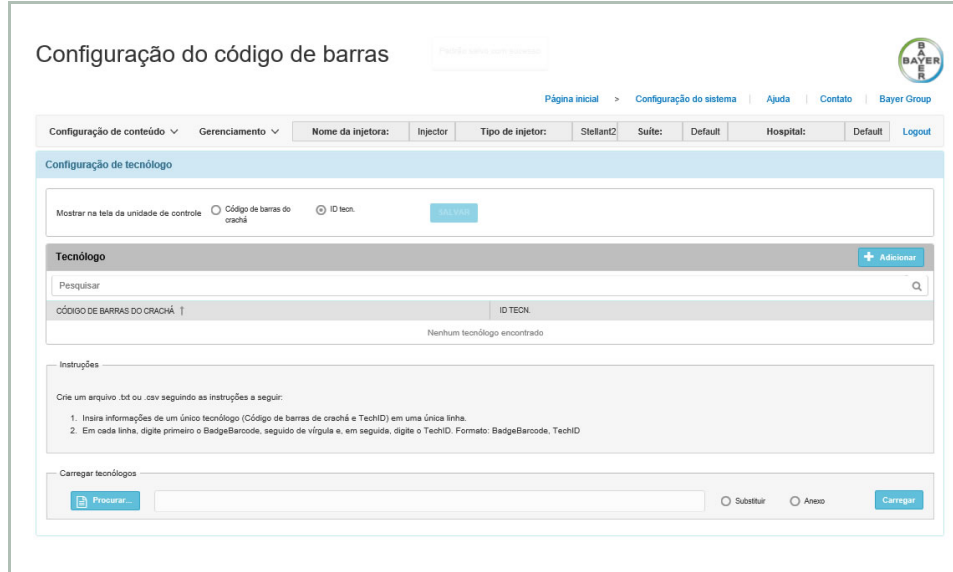 Configuração do código de barras
BAYER
BAYER
Página inicial > Configuração do sistema | Ajuda | Contato | Bayer Group
Configuração de conteúdo Gerenciamento Nome da injetora: Injector Tipo de injetor: Stellant2 Suíte: Default Hospital: Default Logout
Configuração de tecnólogo
Mostrar na tela da unidade de controle Código de barras do crachá ID tecn. SALVAR
Tecnólogo Adicionar
Pesquisar
CÓDIGO DE BARRAS DO CRACHÁ ID TECN.
Nenhum tecnólogo encontrado
Instruções
Crie um arquivo .txt ou .csv seguindo as instruções a seguir:
1. Insira informações de um único tecnólogo (Código de barras de crachá e TechID) em uma única linha.
2. Em cada linha, digite primeiro o BadgeBarcode, seguido de vírgula e, em seguida, digite o TechID. Formato: BadgeBarcode, TechID
Carregar tecnólogos
Procurar... Substituir Anexo Carregar